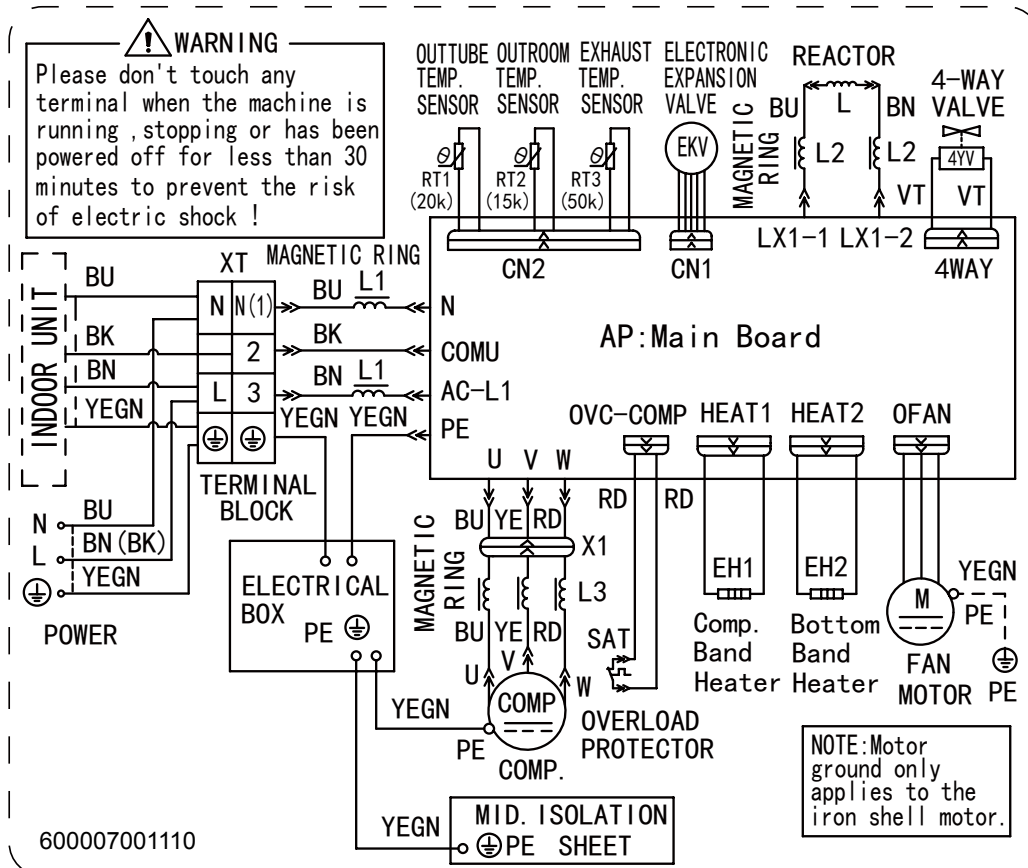 WARNING
Please don't touch any
terminal when the machine is
running ,stopping or has been
powered off for less than 30
minutes to prevent the risk
of electric shock !
OUTTUBE
TEMP.
SENSOR
OUTROOM
TEMP.
SENSOR
EXHAUST
TEMP.
SENSOR
ELECTRONIC
EXPANSION
VALVE
REACTOR
4-WAY
VALVE
BU
L
BN
MAGNETIC
RING
EKV
L2
L2
4YV
RT1
(20k)
RT2
(15k)
RT3
(50k)
VT
VT
CN2
CN1
LX1-1
LX1-2
4WAY
INDOOR UNIT
BU
BK
BN
YEGN
XT
N
N(1)
2
L
3
TERMINAL
BLOCK
MAGNETIC RING
BU
L1
BK
BN
L1
YEGN
YEGN
N
COMU
AC-L1
PE
AP:Main Board
OVC-COMP
HEAT1
HEAT2
OFAN
U
V
W
RD
RD
N
BU
L
BN(BK)
YEGN
POWER
ELECTRICAL
BOX
PE
MAGNETIC
RING
BU
YE
RD
X1
L3
BU
YE
RD
U
V
W
COMP
PE
COMP.
YEGN
SAT
OVERLOAD
PROTECTOR
EH1
Comp.
Band
Heater
EH2
Bottom
Band
Heater
M
YEGN
PE
FAN
MOTOR
PE
NOTE:Motor
ground only
applies to the
iron shell motor.
YEGN
MID. ISOLATION
PE SHEET
600007001110